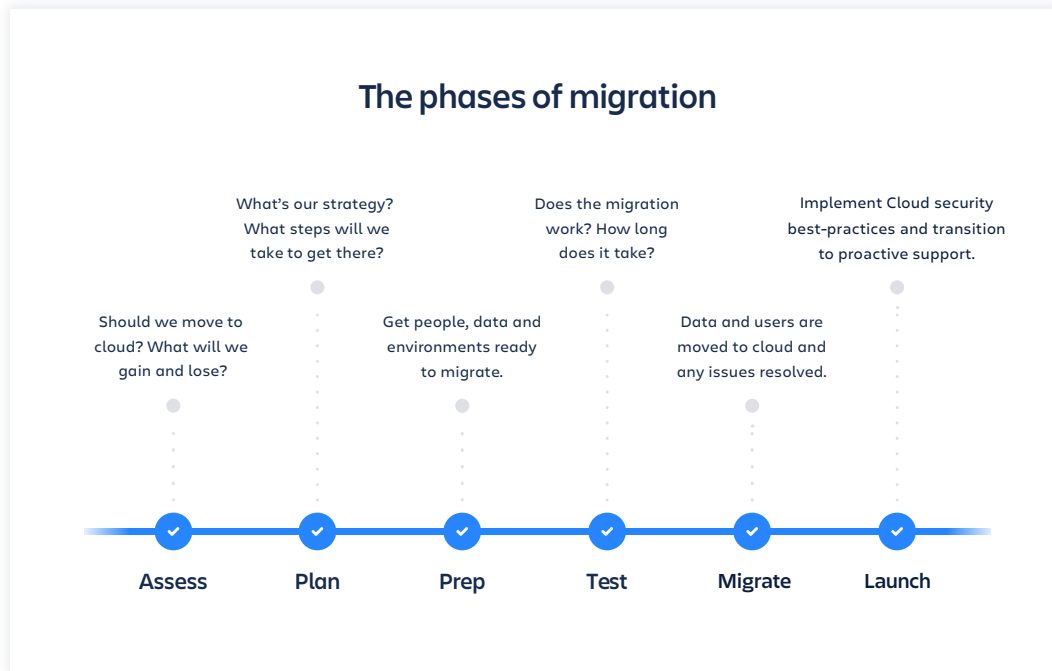 The phases of migration
Should we move to
cloud? What will we
gain and lose?
What's our strategy?
What steps will we
take to get there?
Get people, data and
environments ready
to migrate.
Does the migration
work? How long
does it take?
Data and users are
moved to cloud and
any issues resolved.
Implement Cloud security
best-practices and transition
to proactive support.
Assess
Plan
Prep
Test
Migrate
Launch